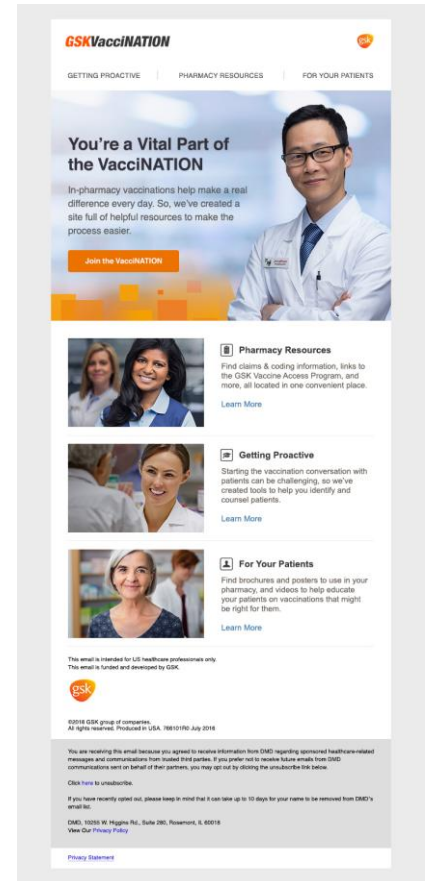 GSKVacciNATION
gsk
GETTING PROACTIVE
PHARMACY RESOURCES
FOR YOUR PATIENTS
You're a Vital Part of
the VacciNATION
In-pharmacy vaccinations help make a real
difference every day. So, we've created a
site full of helpful resources to make the
process easier.
Join the VacciNATION
Pharmacy Resources
Find claims & coding information, links to
the GSK Vaccine Access Program, and
more, all located in one convenient place.
Learn More
Getting Proactive
Starting the vaccination conversation with
patients can be challenging, so we've
created tools to help you identify and
counsel patients.
Learn More
For Your Patients
Find brochures and posters to use in your
pharmacy, and videos to help educate
your patients on vaccinations that might
be right for them.
Learn More
This email is intended for US healthcare professionals only.
This email is funded and developed by GSK.
gsk
©2016 GSK group of companies.
All rights reserved. Produced in USA. 768101R0 July 2016
You are receiving this email because you agreed to receive information from DMD regarding sponsored healthcare-related
messages and communications from trusted third parties. If you prefer not to receive future emails from DMD
communications sent on behalf of their partners, you may opt out by clicking the unsubscribe link below.
Click here to unsubscribe.
If you have recently opted out, please keep in mind that it can take up to 10 days for your name to be removed from DMD's
email list.
DMD, 10255 W. Higgins Rd., Suite 280, Rosemont, IL 60018
View Our Privacy Policy
Privacy Statement